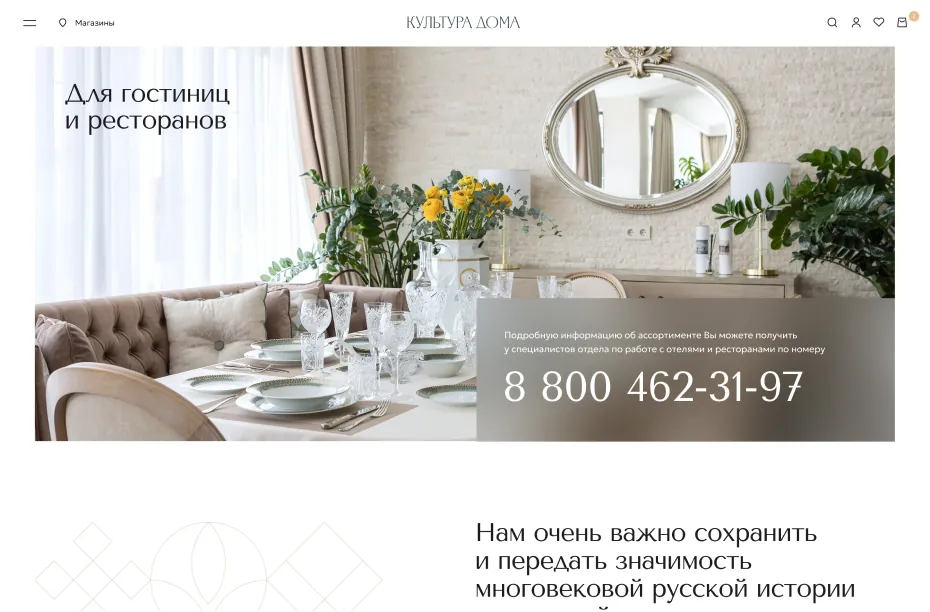 Магазины
КУЛЬТУРА ДОМА
Для гостиниц
и ресторанов
Подробную информацию об ассортименте Вы можете получить
у специалистов отдела по работе с отелями и ресторанами по номеру
8 800 462-31-97
Нам очень важно сохранить
и передать значимость
многовековой русской истории